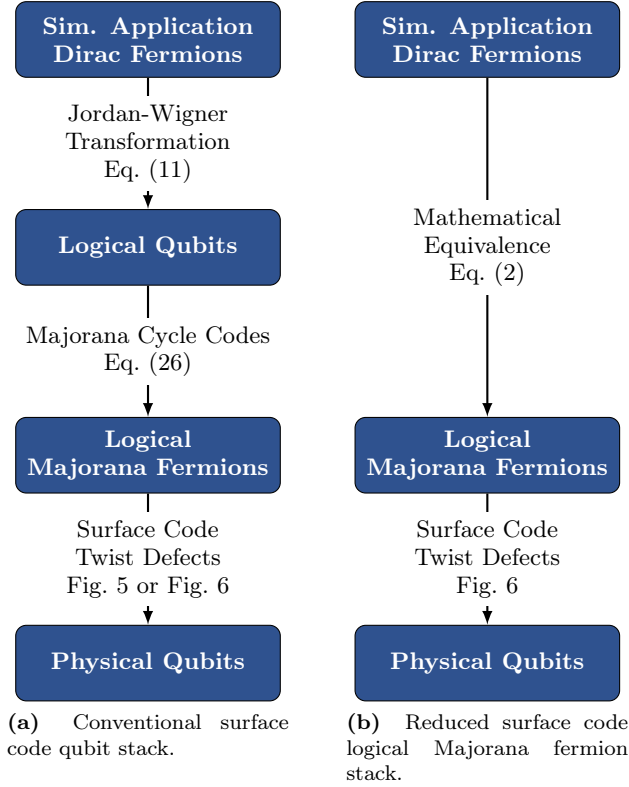 Sim. Application
Dirac Fermions
Jordan-Wigner
Transformation
Eq. (11)
Logical Qubits
Majorana Cycle Codes
Eq. (26)
Logical
Majorana Fermions
Surface Code
Twist Defects
Fig. 5 or Fig. 6
Physical Qubits
(a) Conventional surface
code qubit stack.
Sim. Application
Dirac Fermions
Mathematical
Equivalence
Eq. (2)
Logical
Majorana Fermions
Surface Code
Twist Defects
Fig. 6
Physical Qubits
(b) Reduced surface code
logical Majorana fermion
stack.